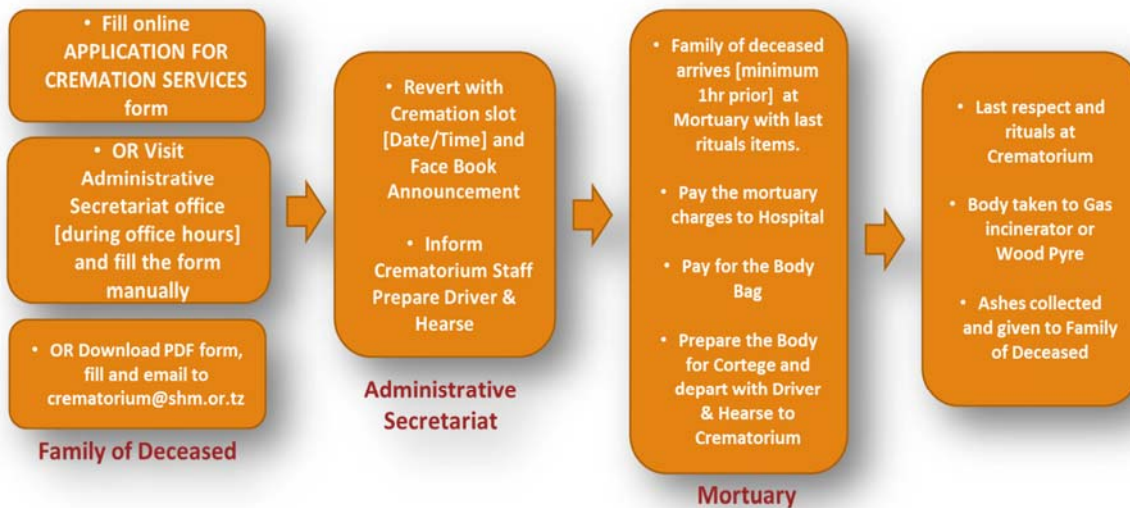 • Fill online
APPLICATION FOR
CREMATION SERVICES
form
• OR Visit
Administrative
Secretariat office
[during office hours]
and fill the form
manually
• OR Download PDF form,
fill and email to
crematorium@shm.or.tz
Family of Deceased
• Revert with
Cremation slot
[Date/Time] and
Face Book
Announcement
• Inform
Crematorium Staff
Prepare Driver &
Hearse
Administrative
Secretariat
• Family of deceased
arrives [minimum
1hr prior] at
Mortuary with last
rituals items.
• Pay the mortuary
charges to Hospital
• Pay for the Body
Bag
• Prepare the Body
for Cortege and
depart with Driver
& Hearse to
Crematorium
Mortuary
• Last respect and
rituals at
Crematorium
• Body taken to Gas
incinerator or
Wood Pyre
• Ashes collected
and given to Family
of Deceased